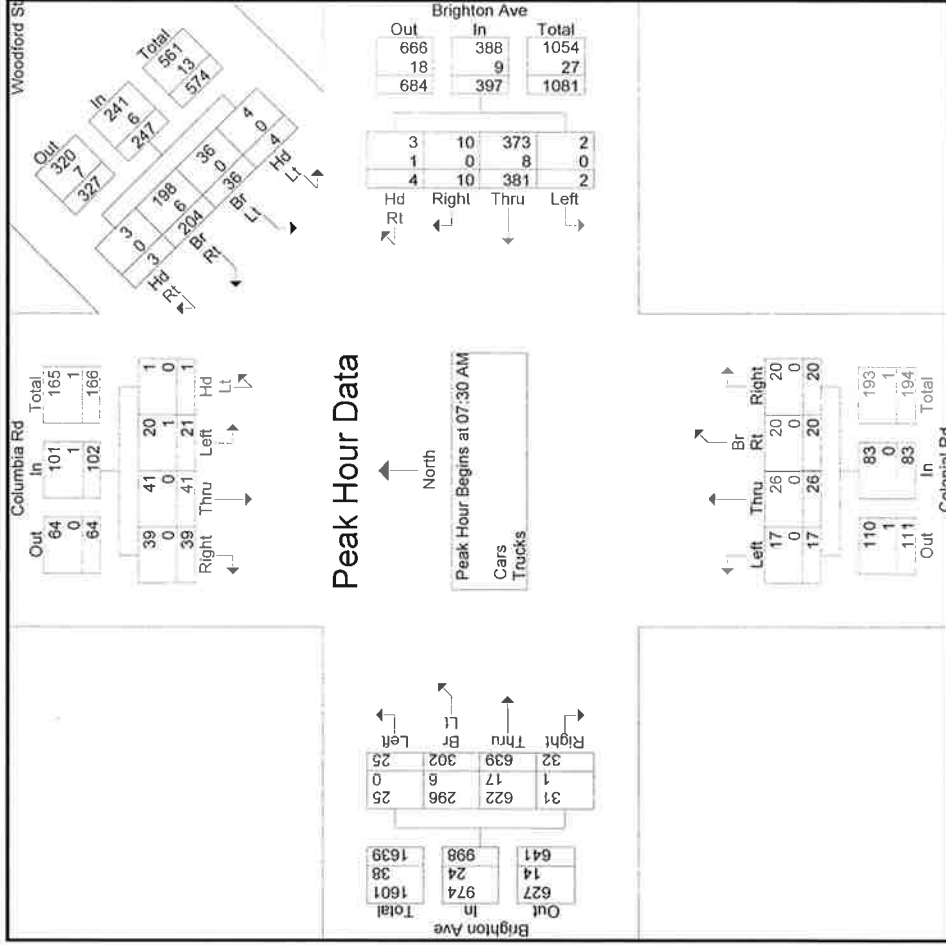 Woodford St
Out
320
7
327
In
241
6
247
Total
561
13
574
3 198 36 4
0 6 0 0
3 204 36 4
Hd Rt
Br Rt
Br Lt
Hd Lt
Brighton Ave
Out In Total
666 388 1054
18 9 27
684 397 1081
3 10 373 2
1 0 8 0
4 10 381 2
Hd Rt
Right
Thru
Left
Columbia Rd
Out In Total
64 101 165
0 1 1
64 102 166
39 41 20 1
0 0 1 0
39 41 21 1
Right Thru Left Hd Lt
Peak Hour Data
North
Peak Hour Begins at 07:30 AM
Cars
Trucks
Left Thru Br Rt Right
17 26 20 20
0 0 0 0
17 26 20 20
110 83 193
1 0 1
111 83 194
Out In Total
Colonial Rd
Left
Br Lt
Thru
Right
25 302 639 32
0 6 17 1
25 296 622 31
1639 998 641
38 24 14
1601 974 627
Total In Out
Brighton Ave